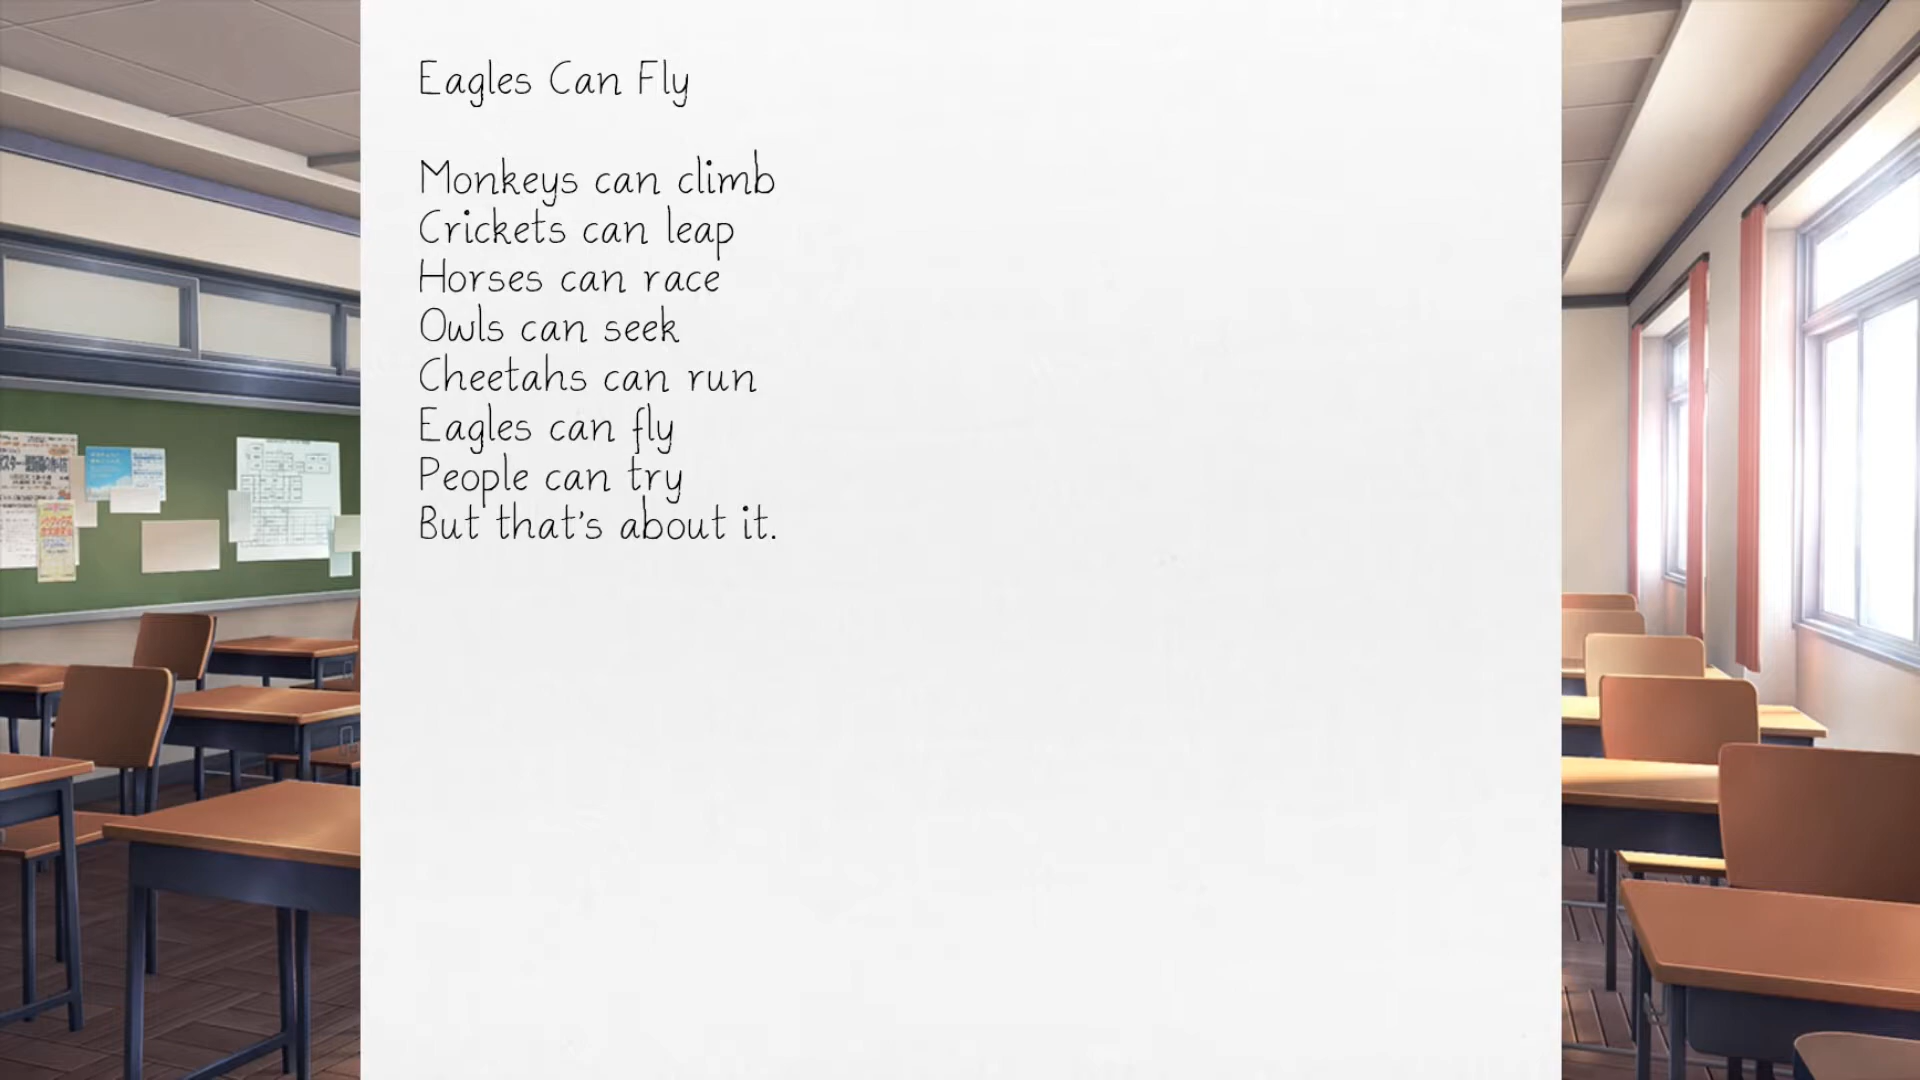 Eagles Can Fly
Monkeys can climb
Crickets can leap
Horses can race
Owls can seek
Cheetahs can run
Eagles can fly
People can try
But that's about it.